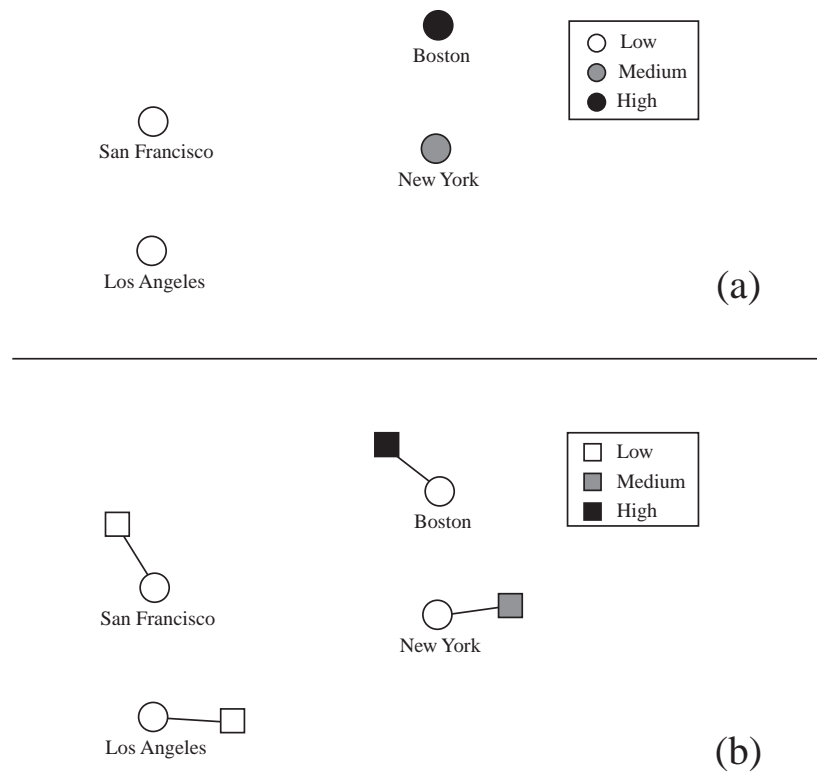 Boston
Low
Medium
High
San Francisco
New York
Los Angeles
(a)
Low
Medium
High
Boston
San Francisco
New York
Los Angeles
(b)